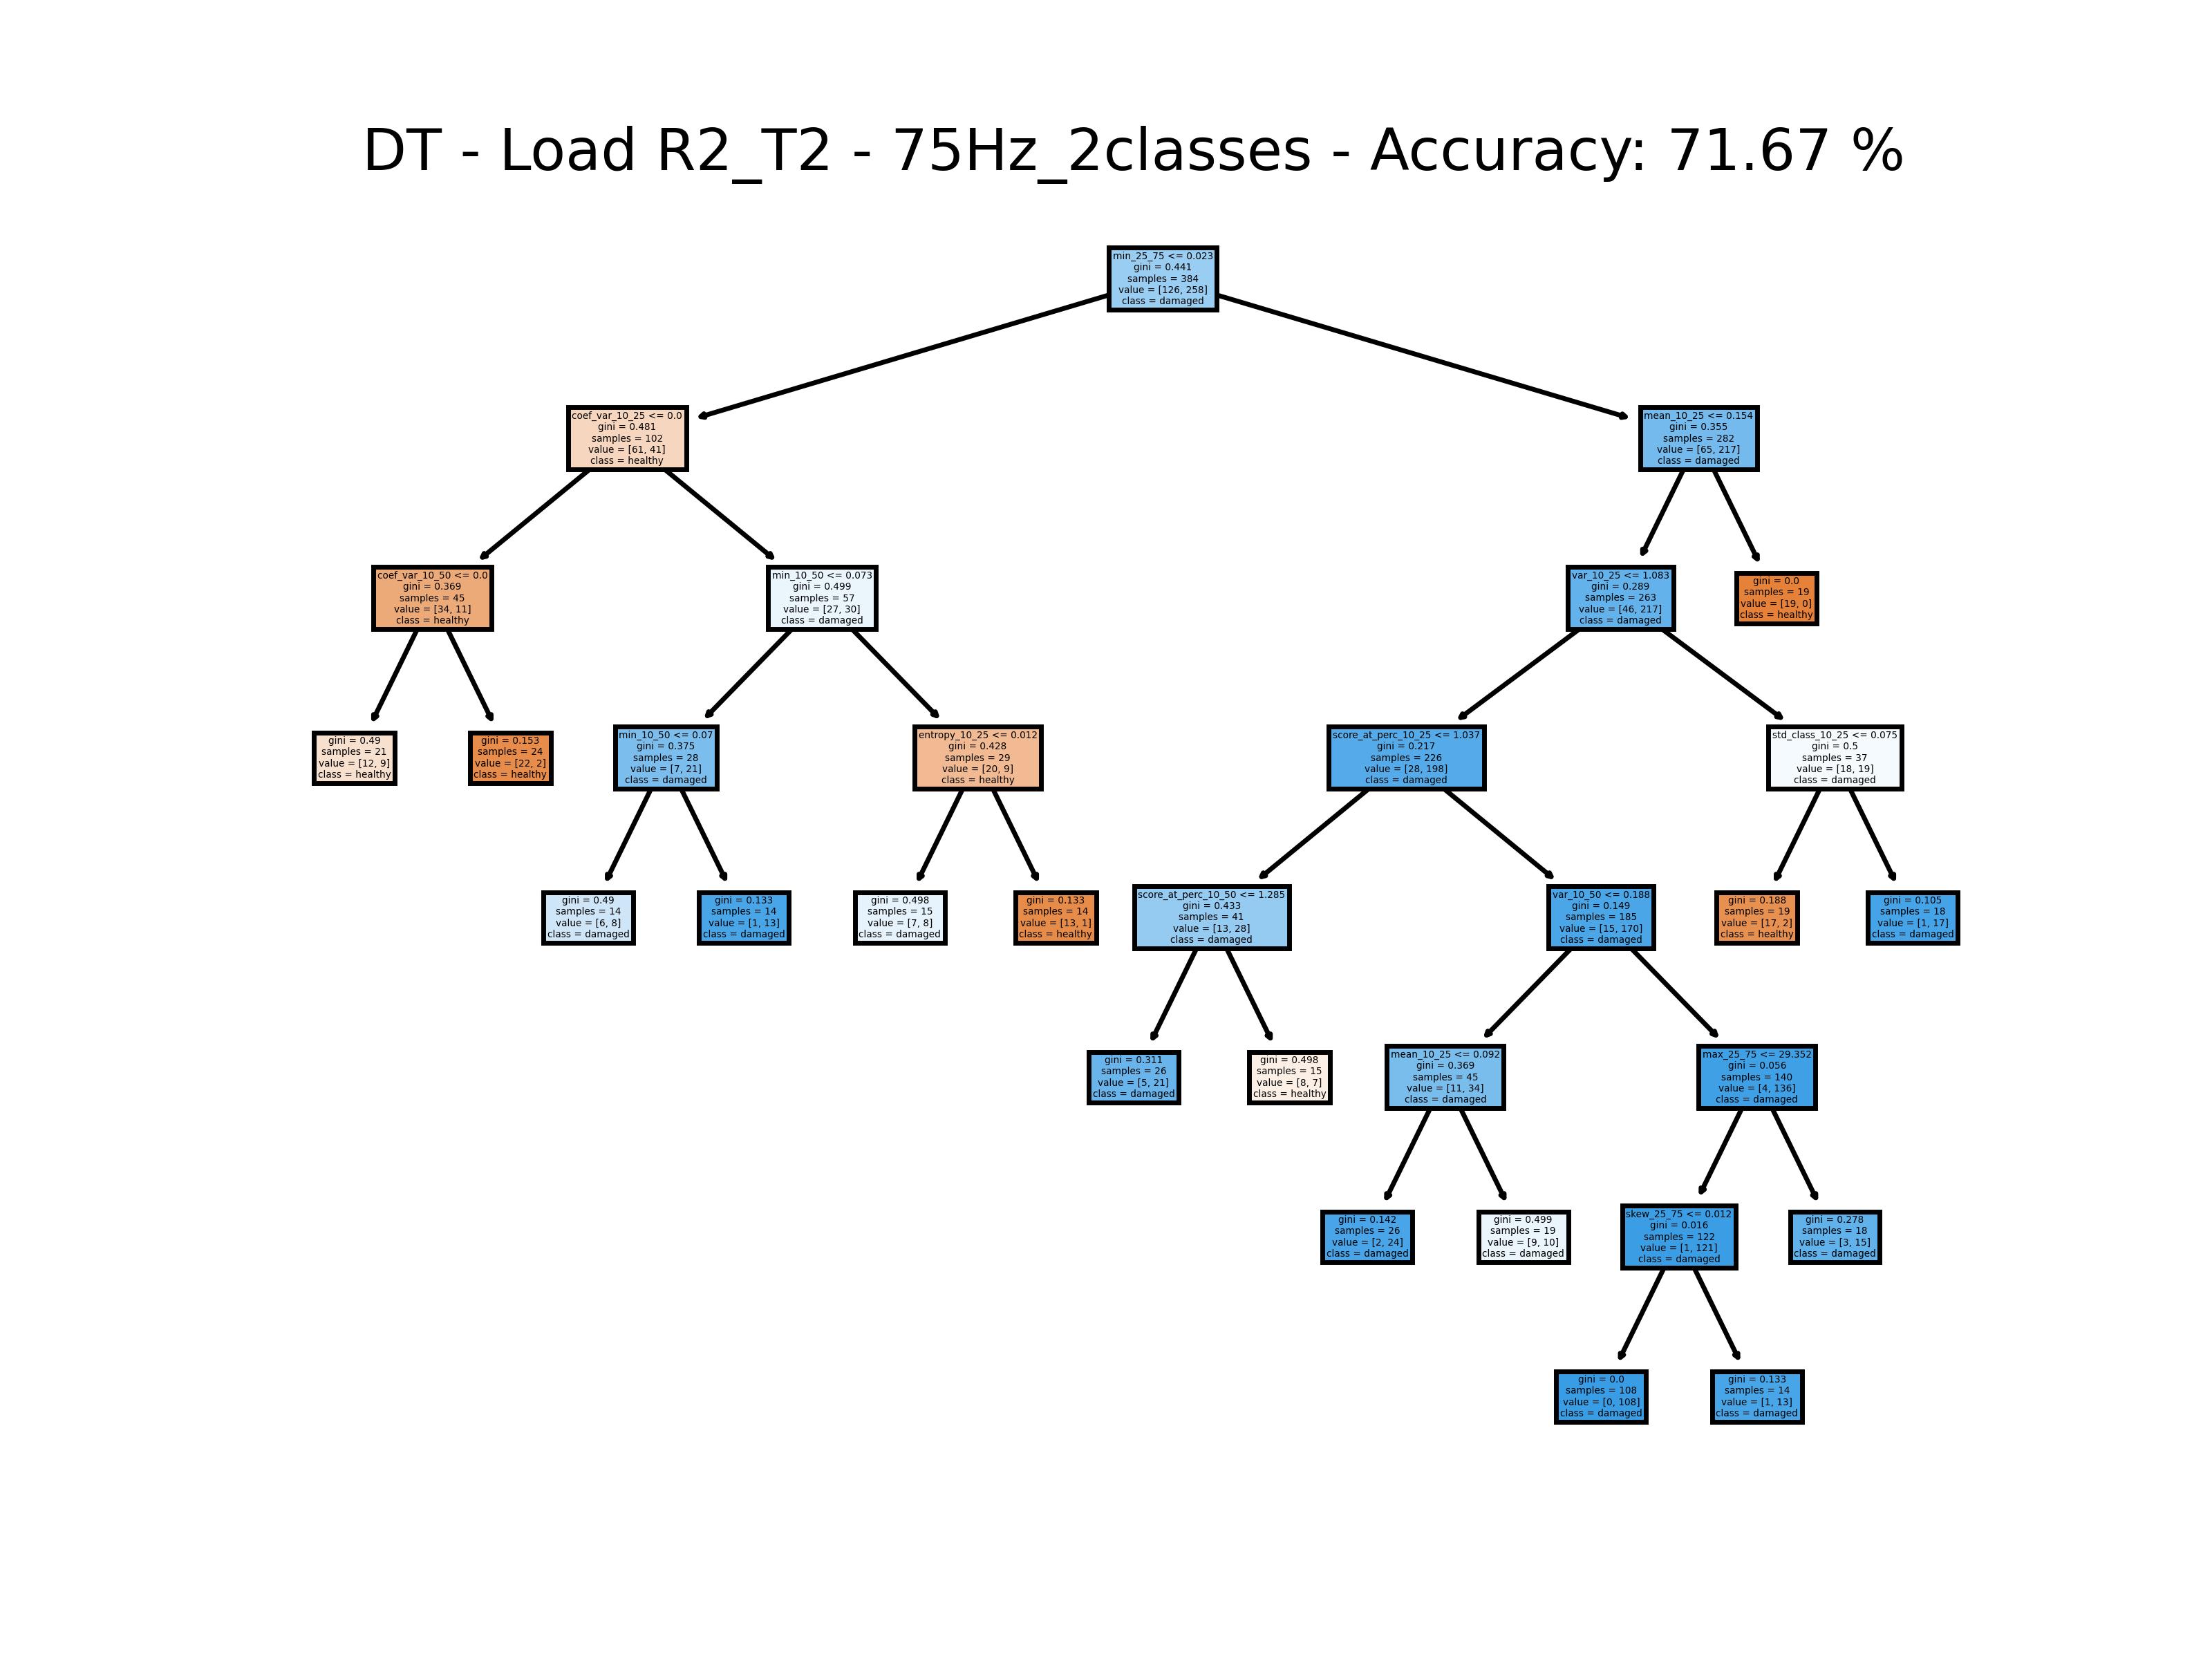 DT - Load R2_T2 - 75Hz_2classes - Accuracy: 71.67 %
min_25_75 <= 0.023
gini = 0.441
samples = 384
value = [126, 258]
class = damaged
coef_var_10_25 <= 0.0
gini = 0.481
samples = 102
value = [61, 41]
class = healthy
mean_10_25 <= 0.154
gini = 0.355
samples = 282
value = [65, 217]
class = damaged
coef_var_10_50 <= 0.0
gini = 0.369
samples = 45
value = [34, 11]
class = healthy
min_10_50 <= 0.073
gini = 0.499
samples = 57
value = [27, 30]
class = damaged
var_10_25 <= 1.083
gini = 0.289
samples = 263
value = [46, 217]
class = damaged
gini = 0.0
samples = 19
value = [19, 0]
class = healthy
gini = 0.49
samples = 21
value = [12, 9]
class = healthy
gini = 0.153
samples = 24
value = [22, 2]
class = healthy
min_10_50 <= 0.07
gini = 0.375
samples = 28
value = [7, 21]
class = damaged
entropy_10_25 <= 0.012
gini = 0.428
samples = 29
value = [20, 9]
class = healthy
score_at_perc_10_25 <= 1.037
gini = 0.217
samples = 226
value = [28, 198]
class = damaged
std_class_10_25 <= 0.075
gini = 0.5
samples = 37
value = [18, 19]
class = damaged
gini = 0.49
samples = 14
value = [6, 8]
class = damaged
gini = 0.133
samples = 14
value = [1, 13]
class = damaged
gini = 0.498
samples = 15
value = [7, 8]
class = damaged
gini = 0.133
samples = 14
value = [13, 1]
class = healthy
score_at_perc_10_50 <= 1.285
gini = 0.433
samples = 41
value = [13, 28]
class = damaged
var_10_50 <= 0.188
gini = 0.149
samples = 185
value = [15, 170]
class = damaged
gini = 0.188
samples = 19
value = [17, 2]
class = healthy
gini = 0.105
samples = 18
value = [1, 17]
class = damaged
gini = 0.311
samples = 26
value = [5, 21]
class = damaged
gini = 0.498
samples = 15
value = [8, 7]
class = healthy
mean_10_25 <= 0.092
gini = 0.369
samples = 45
value = [11, 34]
class = damaged
max_25_75 <= 29.352
gini = 0.056
samples = 140
value = [4, 136]
class = damaged
gini = 0.142
samples = 26
value = [2, 24]
class = damaged
gini = 0.499
samples = 19
value = [9, 10]
class = damaged
skew_25_75 <= 0.012
gini = 0.016
samples = 122
value = [1, 121]
class = damaged
gini = 0.278
samples = 18
value = [3, 15]
class = damaged
gini = 0.0
samples = 108
value = [0, 108]
class = damaged
gini = 0.133
samples = 14
value = [1, 13]
class = damaged